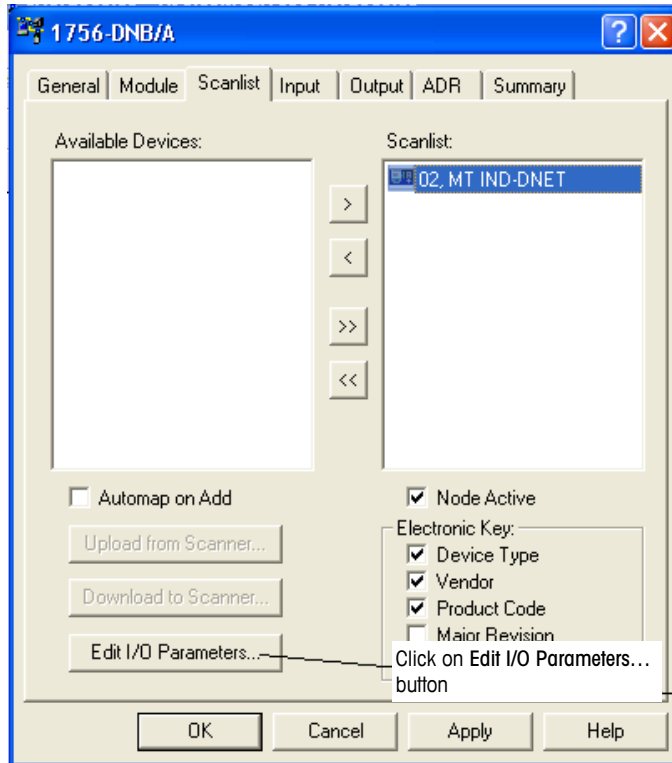 1756-DNB/A
General Module Scanlist Input Output ADR Summary
Available Devices:
Scanlist:
02, MT IND-DNET
>
<
>>
<<
Automap on Add
Upload from Scanner...
Download to Scanner...
Edit I/O Parameters...
Node Active
Electronic Key:
Device Type
Vendor
Product Code
Major Revision
Click on Edit I/O Parameters...
button
OK Cancel Apply Help